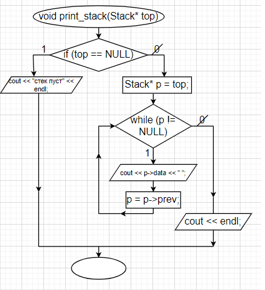 void print_stack(Stack* top)
1
if (top == NULL)
0
cout << "стек пуст" <<
endl;
Stack* p = top;
while (p !=
NULL)
0
1
cout << p->data << " ";
p = p->prev;
cout << endl;